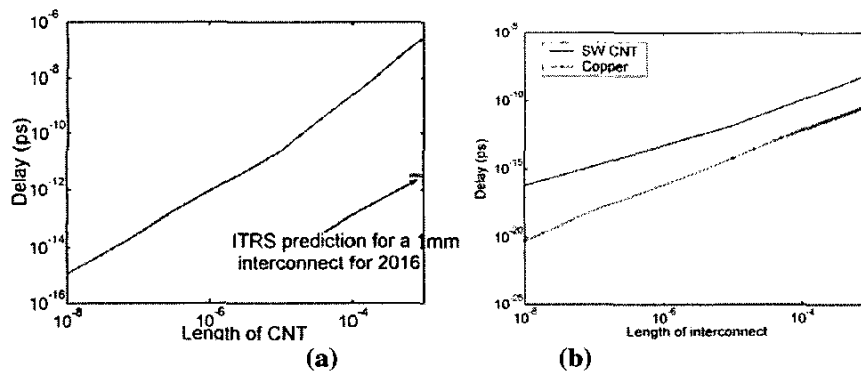 10^-6
10^-8
10^-10
10^-12
10^-14
10^-16
Delay (ps)
ITRS prediction for a 1mm
interconnect for 2016
10^-8
10^-6
10^-4
Length of CNT
(a)
10^-5
10^-10
10^-15
10^-20
10^-25
Delay (ps)
SW CNT
Copper
10^-8
10^-6
10^-4
Length of interconnect
(b)